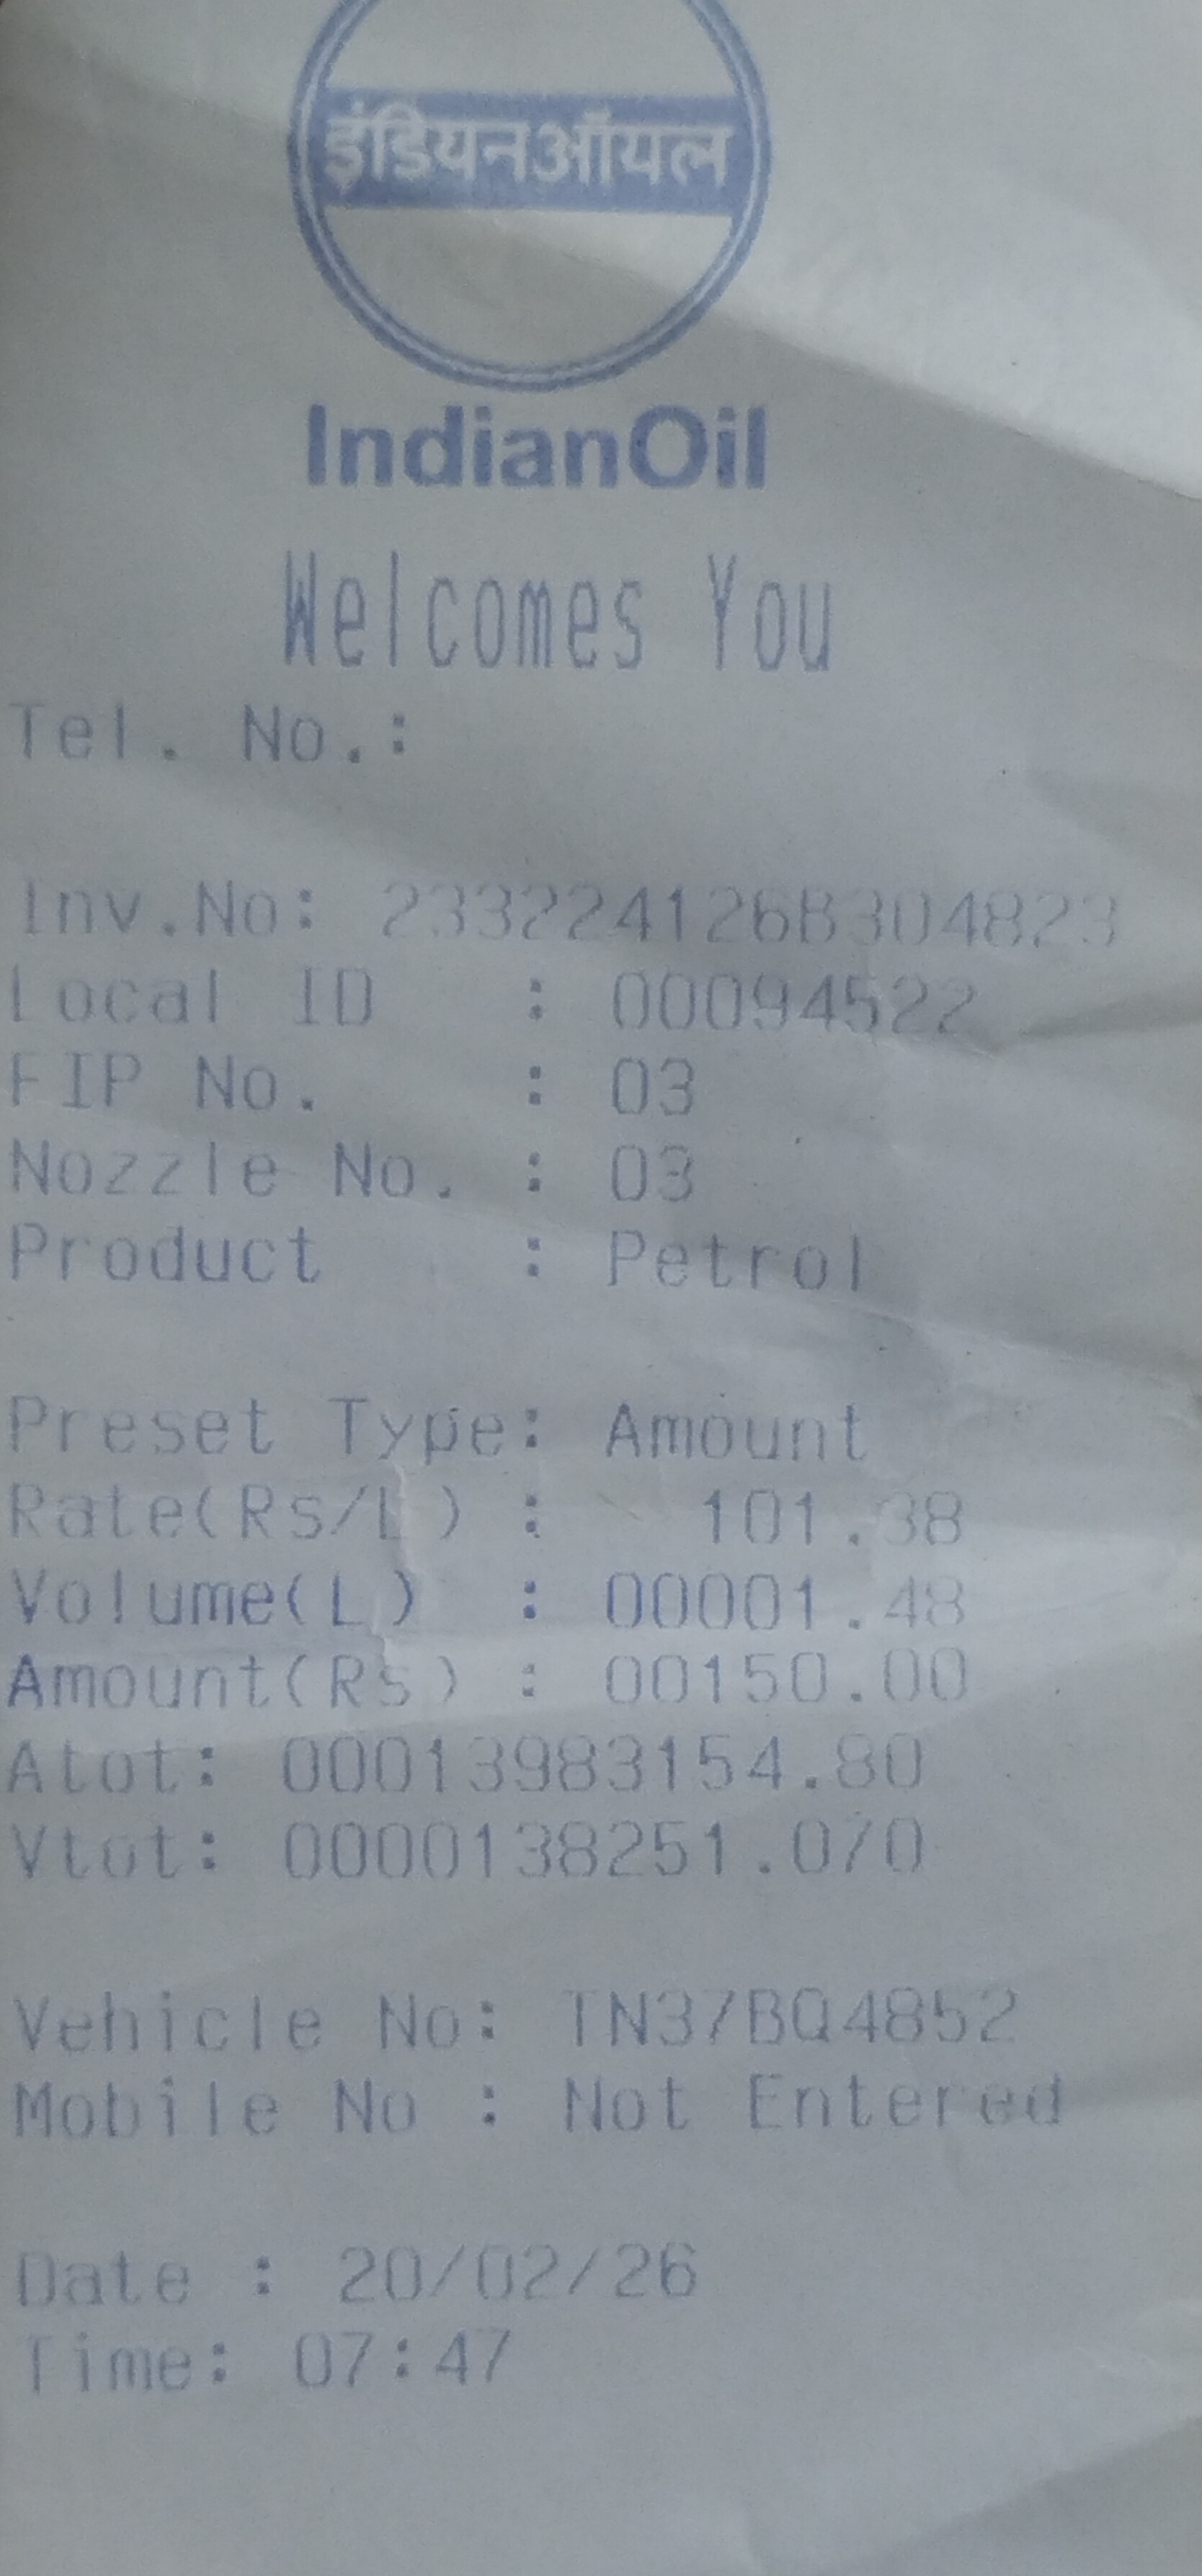 इंडियनऑयल
IndianOil
Welcomes You
Tel. No.:
Inv.No: 233224126B304823
Local ID : 00094522
FIP No. : 03
Nozzle No. : 03
Product : Petrol
Preset Type: Amount
Rate(Rs/L) : 101.38
Volume(L) : 00001.48
Amount(Rs) : 00150.00
Atot: 00013983154.80
Vtot: 0000138251.070
Vehicle No: TN37BQ4852
Mobile No : Not Entered
Date : 20/02/26
Time: 07:47